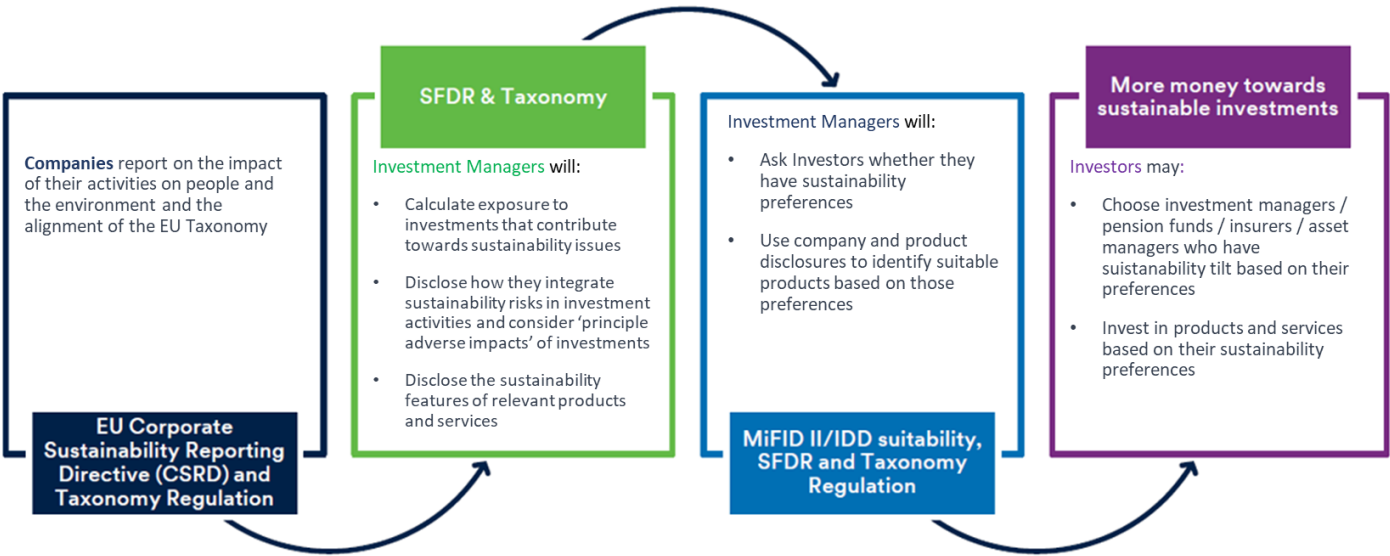 Companies report on the impact
of their activities on people and
the environment and the
alignment of the EU Taxonomy
EU Corporate
Sustainability Reporting
Directive (CSRD) and
Taxonomy Regulation
SFDR & Taxonomy
Investment Managers will:
• Calculate exposure to
investments that contribute
towards sustainability issues
• Disclose how they integrate
sustainability risks in investment
activities and consider ‘principle
adverse impacts’ of investments
• Disclose the sustainability
features of relevant products
and services
Investment Managers will:
• Ask Investors whether they
have sustainability
preferences
• Use company and product
disclosures to identify suitable
products based on those
preferences
MiFID II/IDD suitability,
SFDR and Taxonomy
Regulation
More money towards
sustainable investments
Investors may:
• Choose investment managers /
pension funds / insurers / asset
managers who have
suistanability tilt based on their
preferences
• Invest in products and services
based on their sustainability
preferences